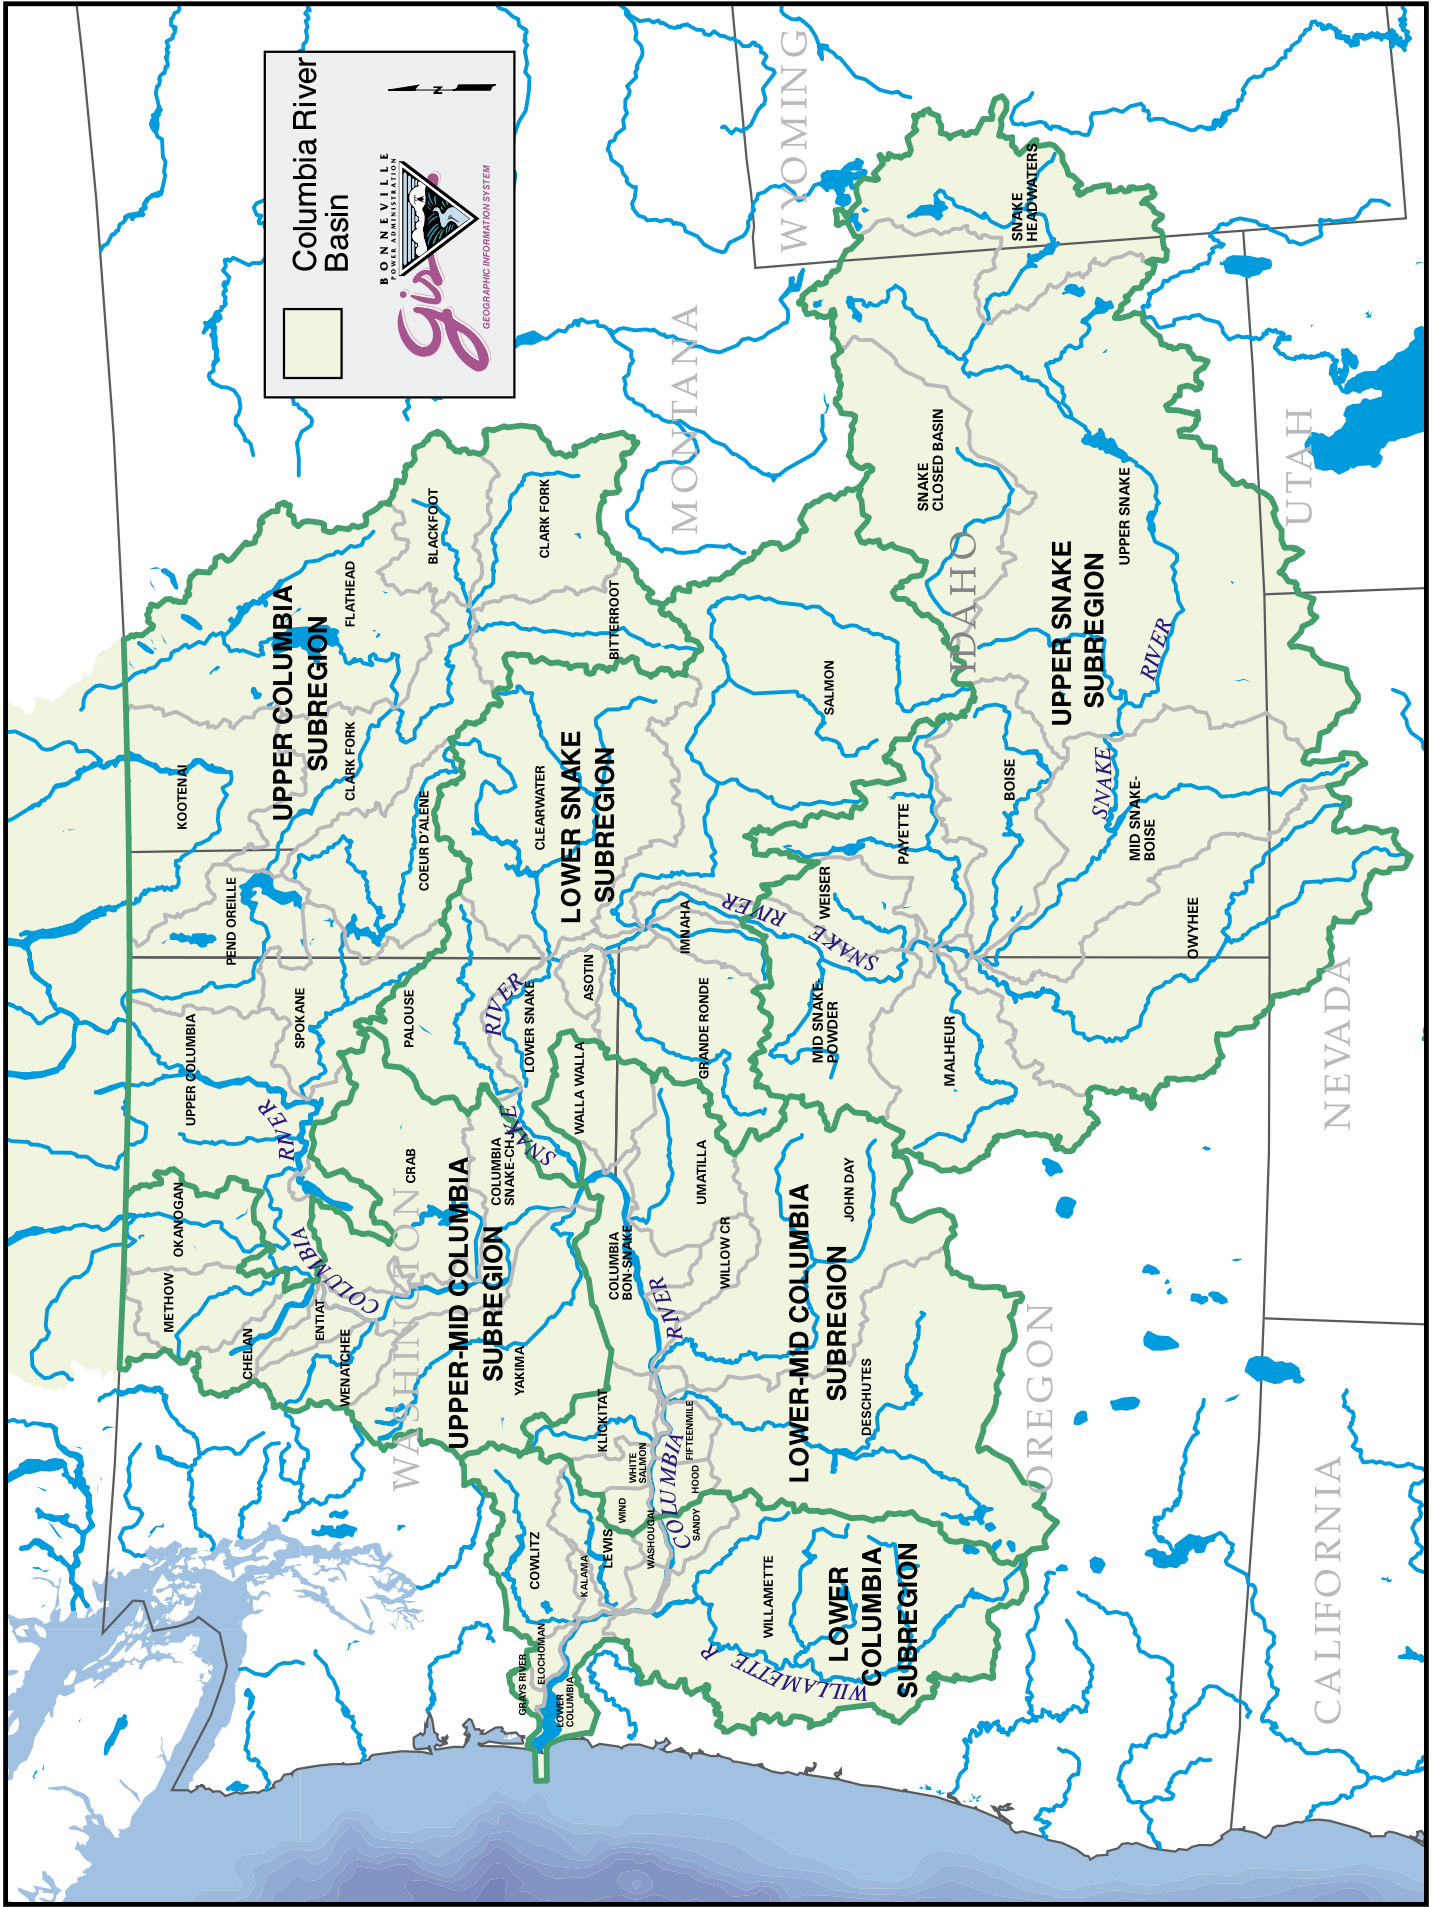 Columbia River
Basin
BONNEVILLE
POWER ADMINISTRATION
gis
GEOGRAPHIC INFORMATION SYSTEM
N
WASHINGTON
OREGON
IDAHO
MONTANA
WYOMING
UTAH
NEVADA
CALIFORNIA
UPPER COLUMBIA
SUBREGION
KOOTENAI
FLATHEAD
BLACKFOOT
CLARK FORK
BITTERROOT
CLARK FORK
COEUR D'ALENE
PEND OREILLE
SPOKANE
UPPER COLUMBIA
UPPER-MID COLUMBIA
SUBREGION
OKANOGAN
METHOW
CHELAN
ENTIAT
WENATCHEE
CRAB
COLUMBIA
SNAKE-CHJ
YAKIMA
COLUMBIA
RIVER
LOWER SNAKE
SUBREGION
PALOUSE
LOWER SNAKE
CLEARWATER
ASOTIN
GRANDE RONDE
IMNAHA
SALMON
SNAKE
RIVER
LOWER-MID COLUMBIA
SUBREGION
WALLA WALLA
UMATILLA
WILLOW CR
COLUMBIA
BON-SNAKE
JOHN DAY
DESCHUTES
KLICKITAT
WHITE
SALMON
WIND
FIFTEENMILE
HOOD
COLUMBIA
RIVER
LOWER
COLUMBIA
SUBREGION
COWLITZ
KALAMA
LEWIS
WASHOUGAL
SANDY
WILLAMETTE
WILLAMETTE R
GRAYS RIVER
ELOCHOMAN
LOWER
COLUMBIA
UPPER SNAKE
SUBREGION
SNAKE
HEADWATERS
SNAKE
CLOSED BASIN
UPPER SNAKE
SNAKE
RIVER
MID SNAKE-
BOISE
BOISE
PAYETTE
WEISER
MID SNAKE
POWDER
MALHEUR
OWYHEE
SNAKE
RIVER